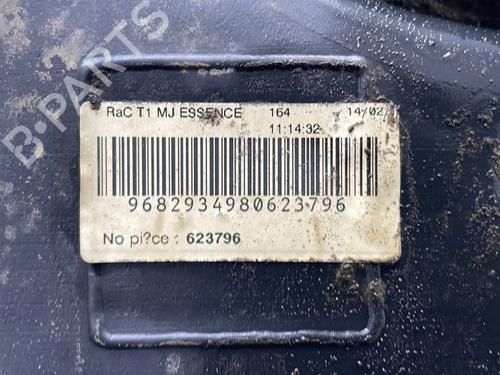 B-PARTS
RaC T1 MJ ESSENCE 164 14/02
11:14:32
9682934980623796
No pi?ce : 623796